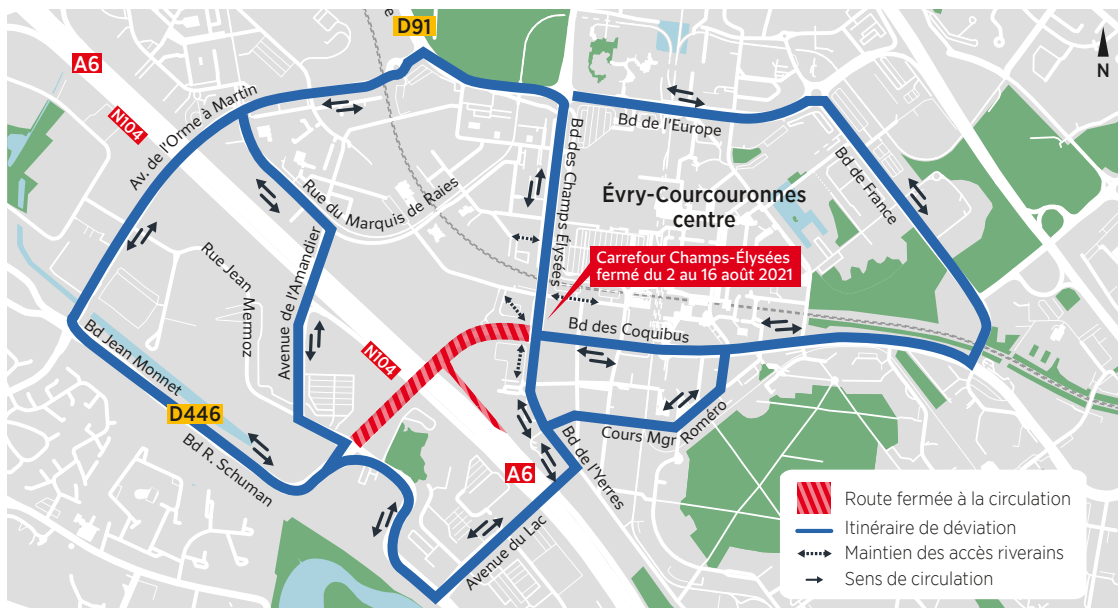 D91
A6
N104
Av. de l'Orme à Martin
Bd de l'Europe
Bd des Champs Élysées
Bd de France
Rue du Marquis de Raies
Évry-Courcouronnes
centre
Carrefour Champs-Élysées
fermé du 2 au 16 août 2021
Rue Jean Mermoz
Avenue de l'Amandier
Bd des Coquibus
N104
Bd Jean Monnet
D446
Bd R. Schuman
Cours Mgr Roméro
Bd de l'Yerres
A6
Avenue du Lac
N
Route fermée à la circulation
Itinéraire de déviation
Maintien des accès riverains
Sens de circulation